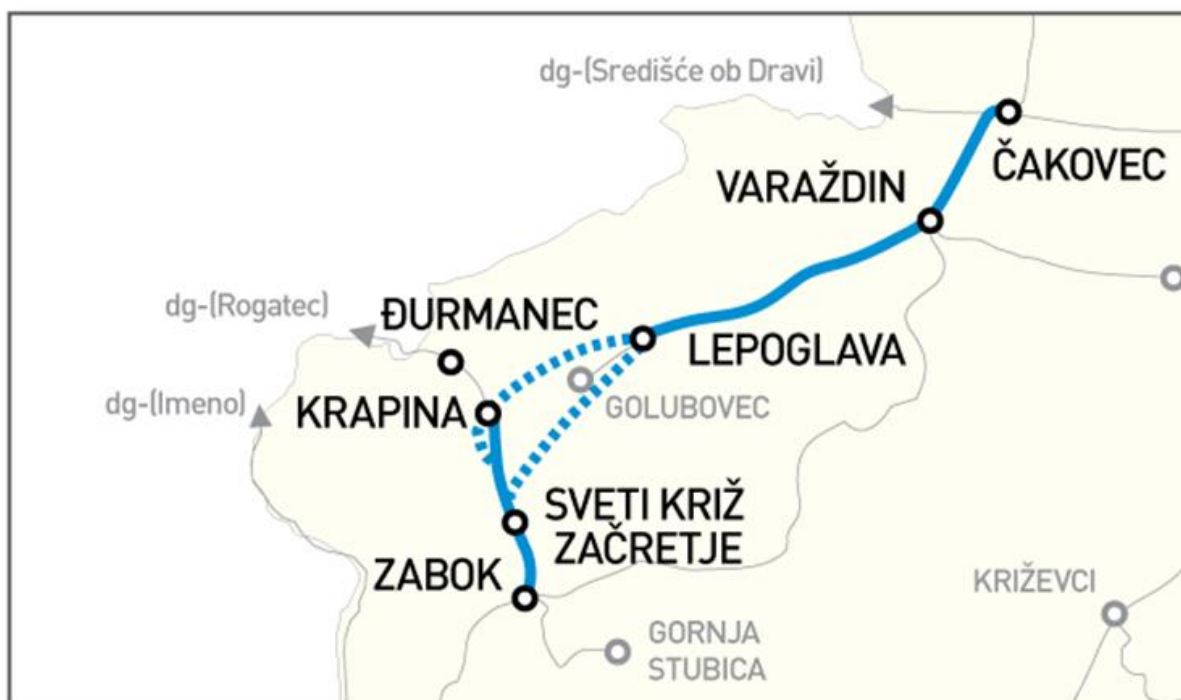 dg-(Središće ob Dravi)
ČAKOVEC
VARAŽDIN
dg-(Rogatec)
ĐURMANEC
LEPOGLAVA
dg-(Imeno)
KRAPINA
GOLUBOVEC
SVETI KRIŽ
ZAČRETJE
ZABOK
KRIŽEVCI
GORNJA
STUBICA